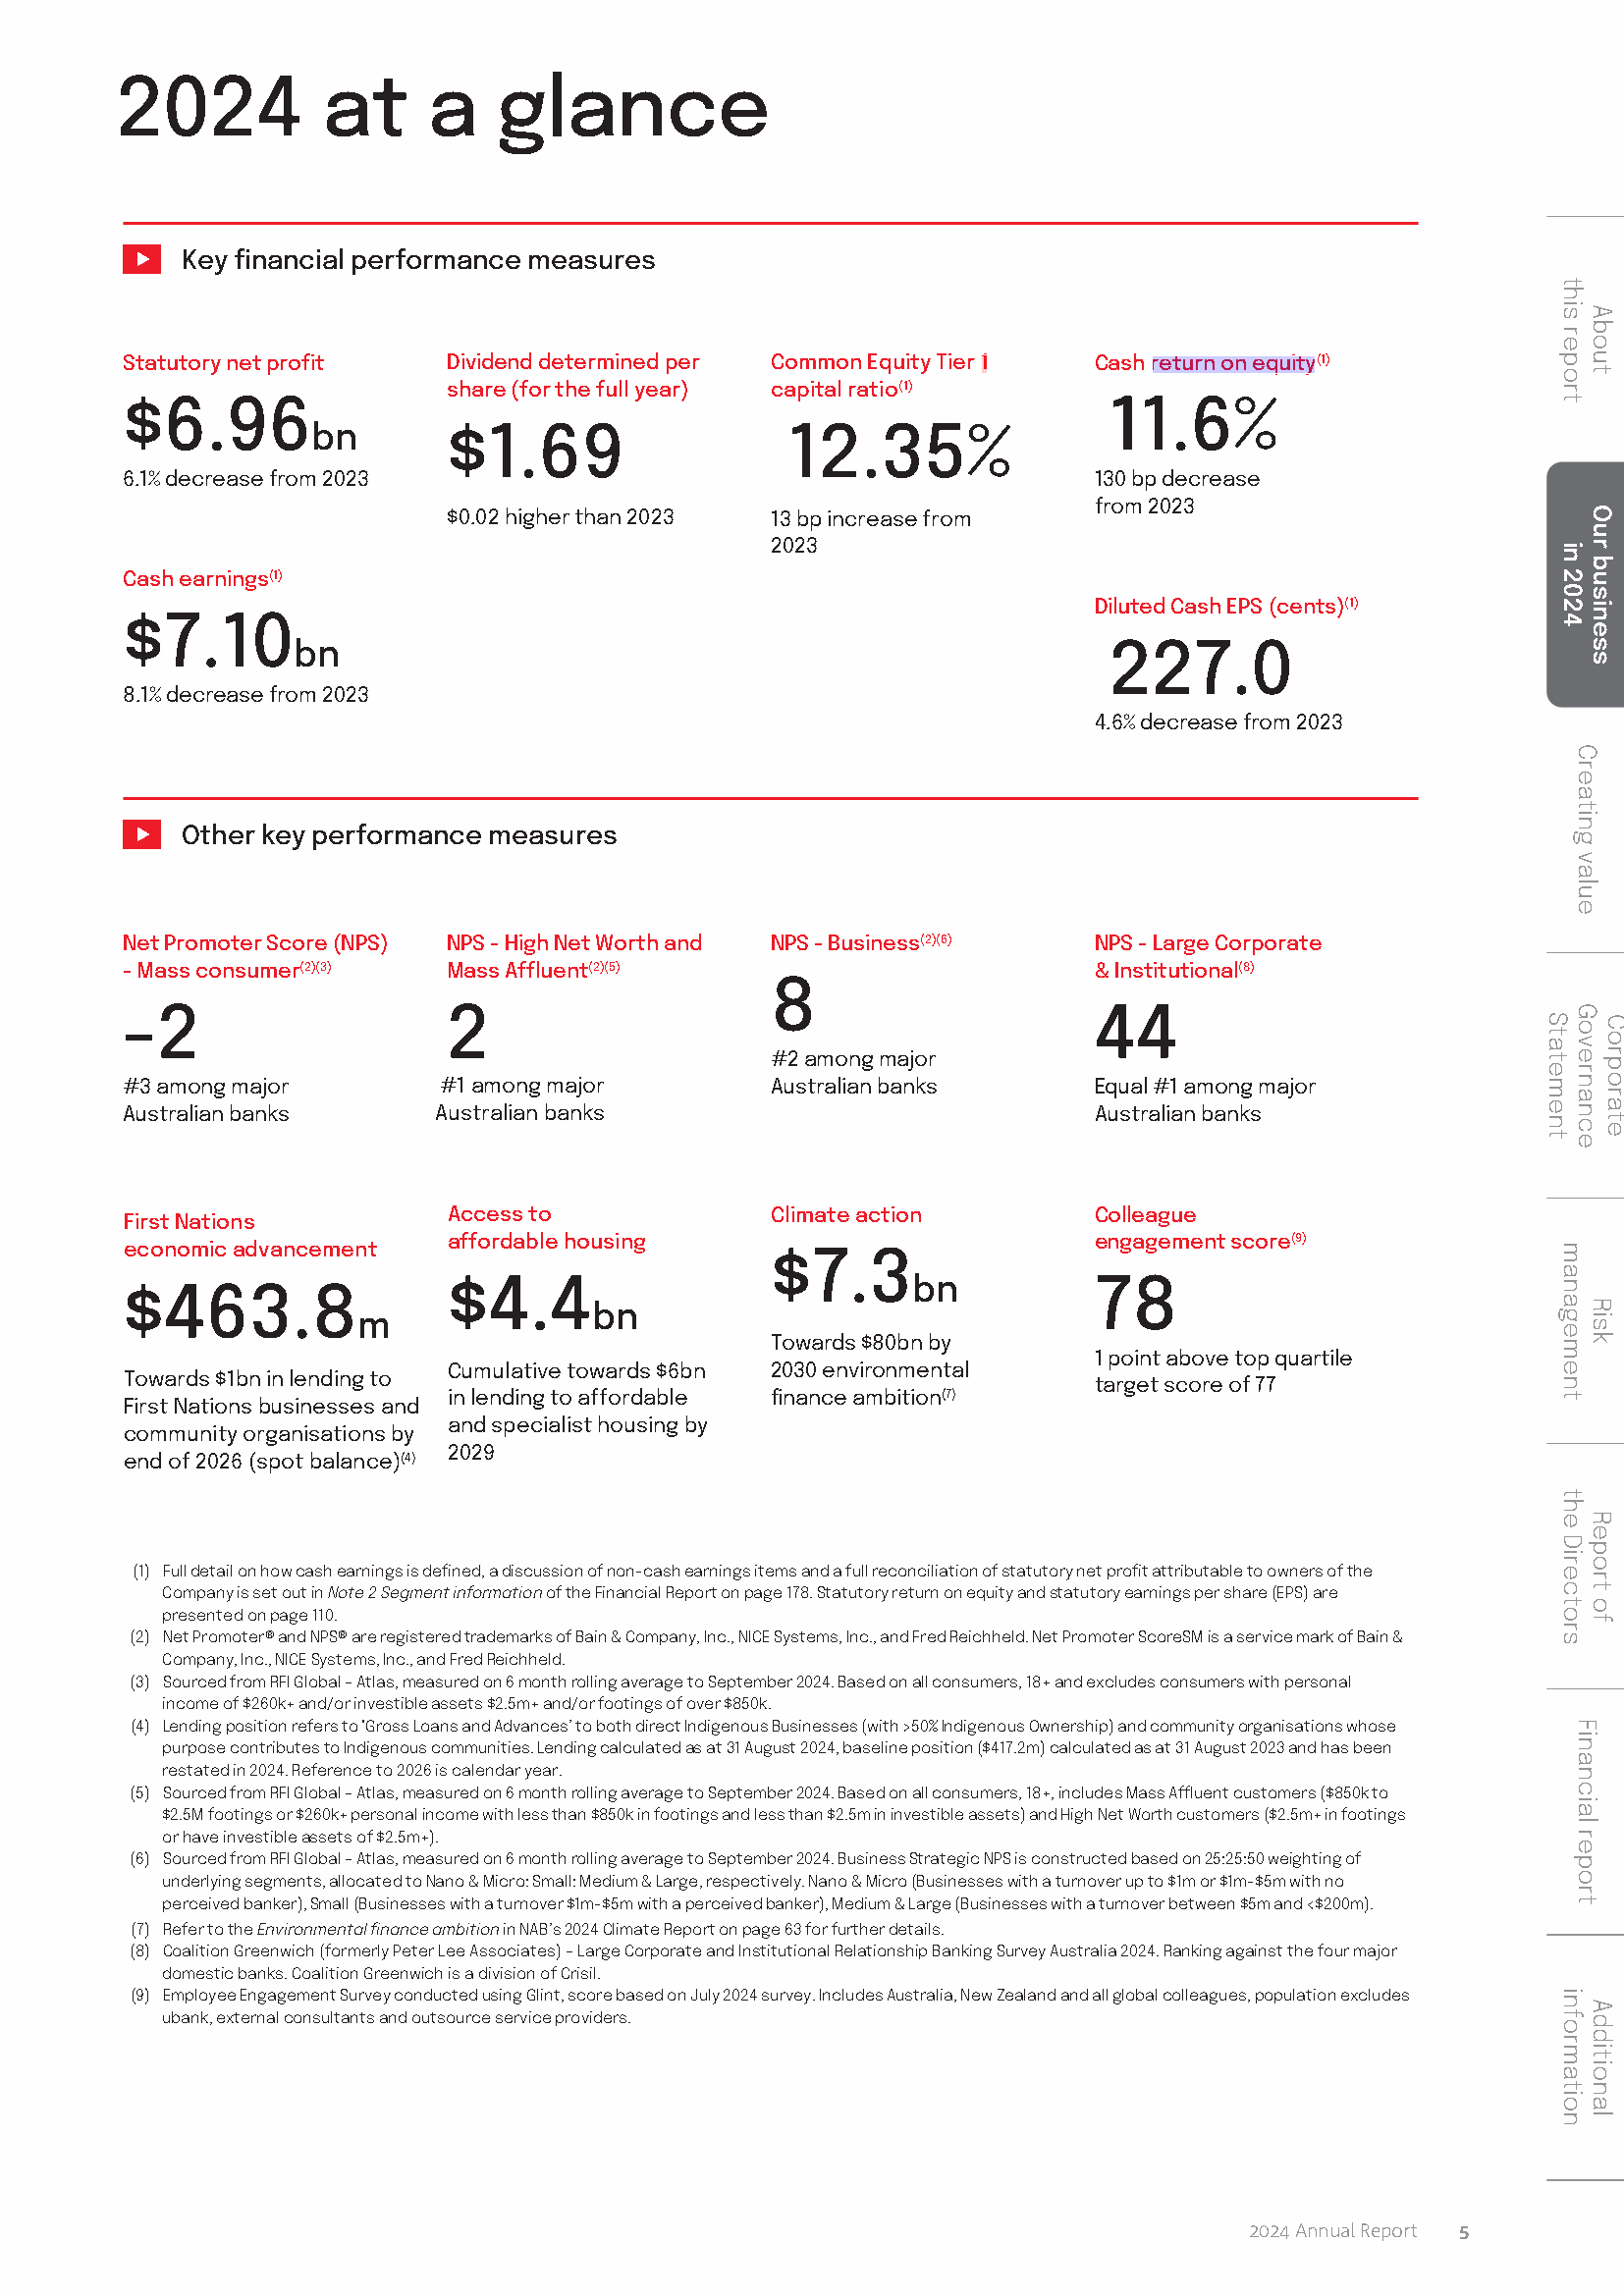 2024 at a glance
Key financial performance measures
Statutory net profit
$6.96bn
6.1% decrease from 2023
Dividend determined per
share (for the full year)
$1.69
$0.02 higher than 2023
Common Equity Tier 1
capital ratio(1)
12.35%
13 bp increase from
2023
Cash return on equity(1)
11.6%
130 bp decrease
from 2023
Cash earnings(1)
$7.10bn
8.1% decrease from 2023
Diluted Cash EPS (cents)(1)
227.0
4.6% decrease from 2023
Other key performance measures
Net Promoter Score (NPS)
- Mass consumer(2)(3)
-2
#3 among major
Australian banks
NPS - High Net Worth and
Mass Affluent(2)(5)
2
#1 among major
Australian banks
NPS - Business(2)(6)
8
#2 among major
Australian banks
NPS - Large Corporate
& Institutional(8)
44
Equal #1 among major
Australian banks
First Nations
economic advancement
$463.8m
Towards $1bn in lending to
First Nations businesses and
community organisations by
end of 2026 (spot balance)(4)
Access to
affordable housing
$4.4bn
Cumulative towards $6bn
in lending to affordable
and specialist housing by
2029
Climate action
$7.3bn
Towards $80bn by
2030 environmental
finance ambition(7)
Colleague
engagement score(9)
78
1 point above top quartile
target score of 77
(1) Full detail on how cash earnings is defined, a discussion of non-cash earnings items and a full reconciliation of statutory net profit attributable to owners of the
Company is set out in Note 2 Segment information of the Financial Report on page 178. Statutory return on equity and statutory earnings per share (EPS) are
presented on page 110.
(2) Net Promoter® and NPS® are registered trademarks of Bain & Company, Inc., NICE Systems, Inc., and Fred Reichheld. Net Promoter ScoreSM is a service mark of Bain &
Company, Inc., NICE Systems, Inc., and Fred Reichheld.
(3) Sourced from RFI Global – Atlas, measured on 6 month rolling average to September 2024. Based on all consumers, 18+ and excludes consumers with personal
income of $260k+ and/or investible assets $2.5m+ and/or footings of over $850k.
(4) Lending position refers to 'Gross Loans and Advances' to both direct Indigenous Businesses (with >50% Indigenous Ownership) and community organisations whose
purpose contributes to Indigenous communities. Lending calculated as at 31 August 2024, baseline position ($417.2m) calculated as at 31 August 2023 and has been
restated in 2024. Reference to 2026 is calendar year.
(5) Sourced from RFI Global – Atlas, measured on 6 month rolling average to September 2024. Based on all consumers, 18+, includes Mass Affluent customers ($850k to
$2.5M footings or $260k+ personal income with less than $850k in footings and less than $2.5m in investible assets) and High Net Worth customers ($2.5m+ in footings
or have investible assets of $2.5m+).
(6) Sourced from RFI Global – Atlas, measured on 6 month rolling average to September 2024. Business Strategic NPS is constructed based on 25:25:50 weighting of
underlying segments, allocated to Nano & Micro: Small: Medium & Large, respectively. Nano & Micro (Businesses with a turnover up to $1m or $1m-$5m with no
perceived banker), Small (Businesses with a turnover $1m-$5m with a perceived banker), Medium & Large (Businesses with a turnover between $5m and <$200m).
(7) Refer to the Environmental finance ambition in NAB's 2024 Climate Report on page 63 for further details.
(8) Coalition Greenwich (formerly Peter Lee Associates) – Large Corporate and Institutional Relationship Banking Survey Australia 2024. Ranking against the four major
domestic banks. Coalition Greenwich is a division of Crisil.
(9) Employee Engagement Survey conducted using Glint, score based on July 2024 survey. Includes Australia, New Zealand and all global colleagues, population excludes
ubank, external consultants and outsource service providers.
About
this report
Our business
in 2024
Creating value
Corporate
Governance
Statement
Risk
management
Report of
the Directors
Financial report
Additional
information
2024 Annual Report 5